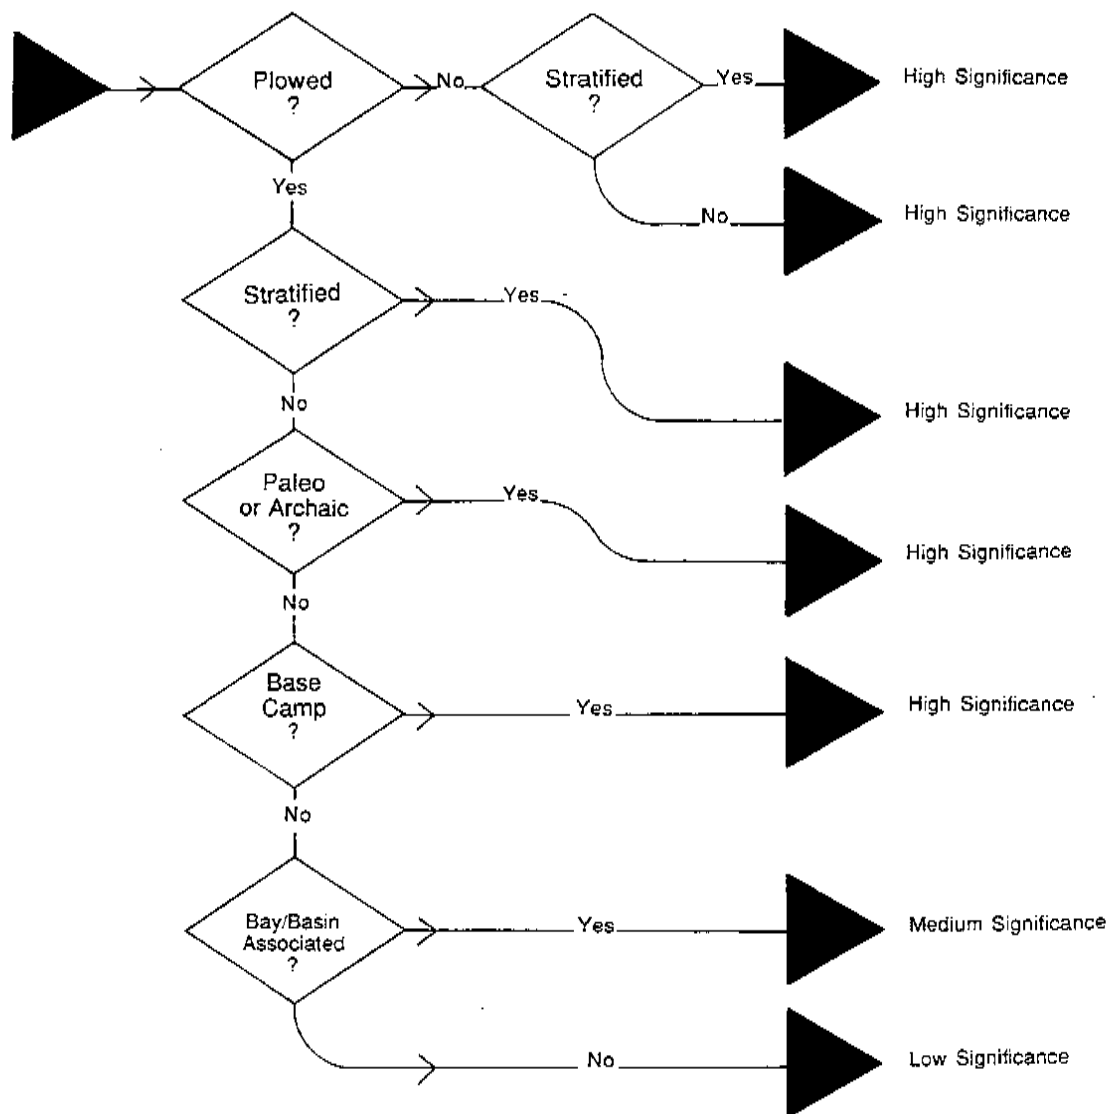 Plowed
?
No
Stratified
?
Yes
High Significance
No
High Significance
Yes
Stratified
?
Yes
High Significance
No
Paleo
or Archaic
?
Yes
High Significance
No
Base
Camp
?
Yes
High Significance
No
Bay/Basin
Associated
?
Yes
Medium Significance
No
Low Significance